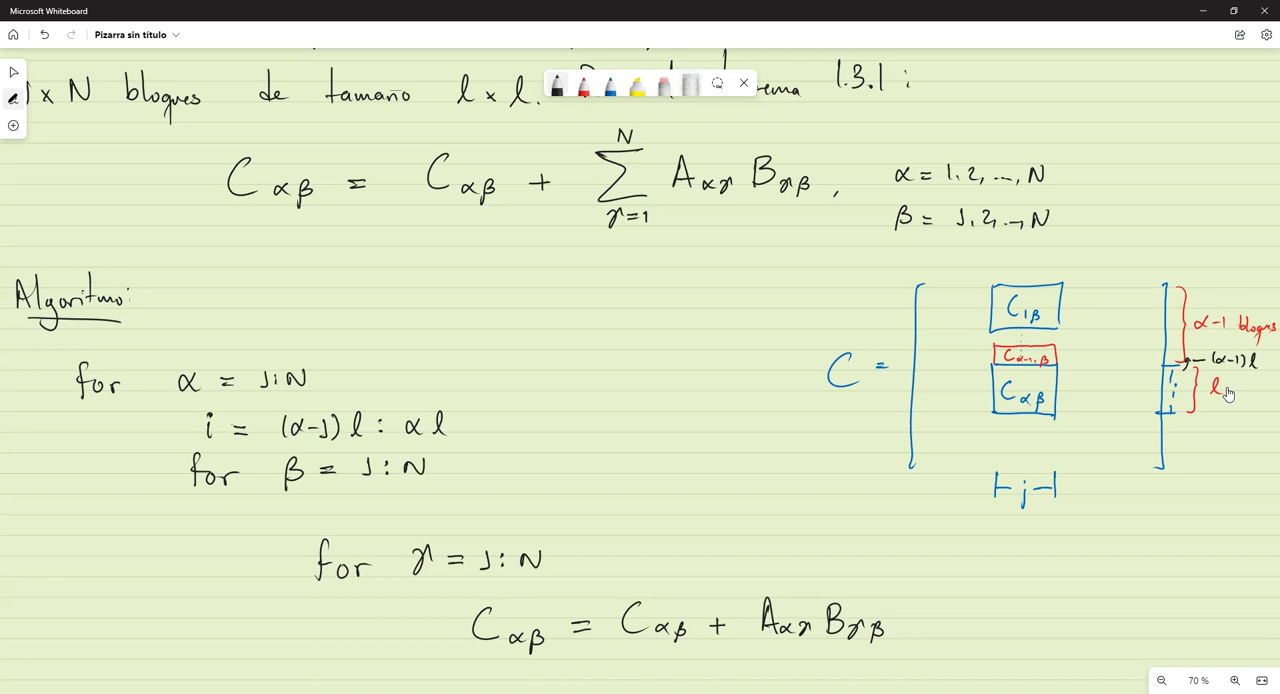 Microsoft Whiteboard
Pizarra sin título
x N bloques de tamaño l x l. 1.3.1 :
C αβ = C αβ + N ∑ γ=1 A αγ B γβ , α = 1, 2, ..., N
β = 1, 2, .., N
Algoritmo:
for α = 1:N
i = (α-1) l : α l
for β = 1:N
for γ = 1:N
C αβ = C αβ + A αγ B γβ
C =
C 1β
⋮
C α-1,β
C αβ
α-1 bloques
(α-1) l
i
l
j
70 %